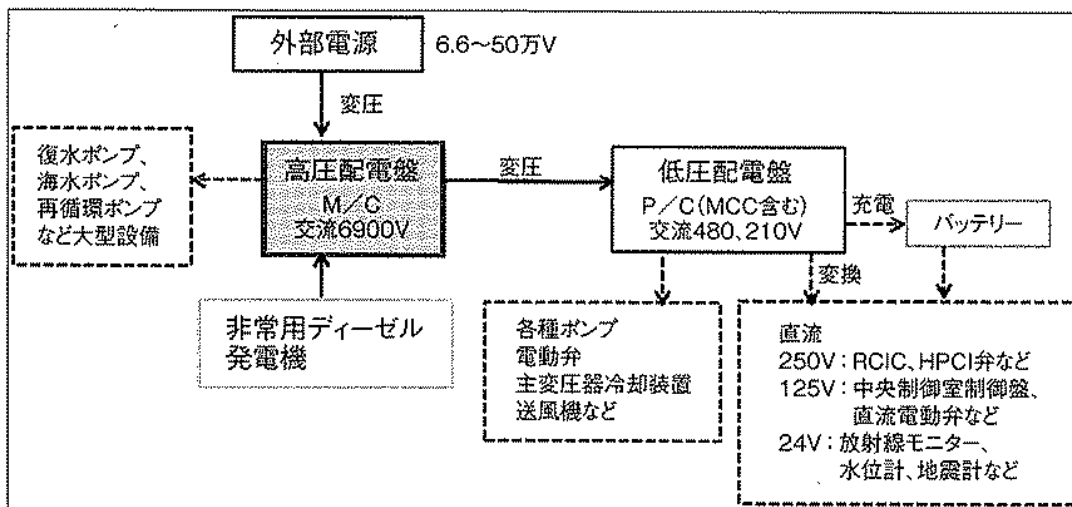 外部電源
6.6〜50万V
変圧
復水ポンプ、
海水ポンプ、
再循環ポンプ
など大型設備
高圧配電盤
M／C
交流6900V
変圧
低圧配電盤
P／C(MCC含む)
交流480、210V
充電
バッテリー
変換
非常用ディーゼル
発電機
各種ポンプ
電動弁
主変圧器冷却装置
送風機など
直流
250V：RCIC、HPCI弁など
125V：中央制御室制御盤、
直流電動弁など
24V：放射線モニター、
水位計、地震計など